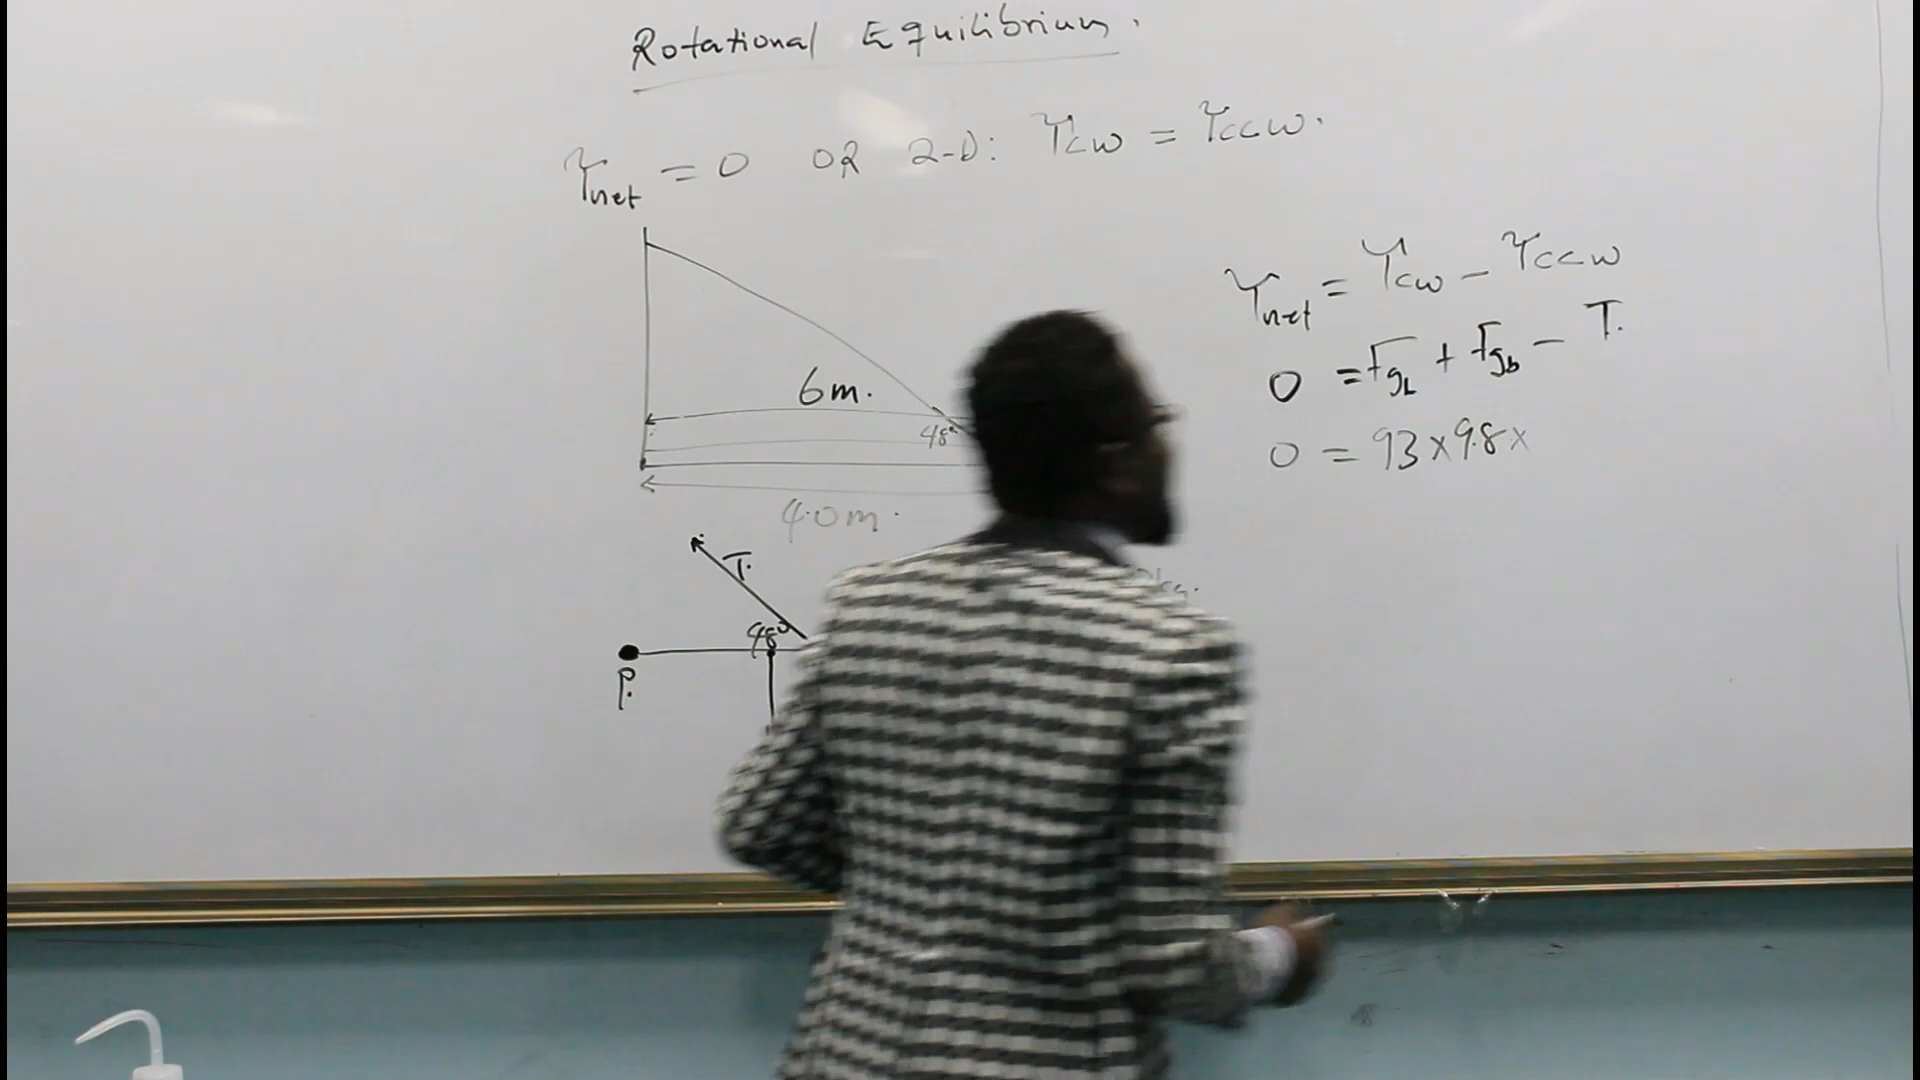 Rotational Equilibrium.
τnet = 0 OR 2-D: τcw = τccw.
τnet = τcw - τccw
0 = FgL + Fgb - T.
0 = 93 x 9.8 x
6m.
48°
4.0m.
T.
48°
P.